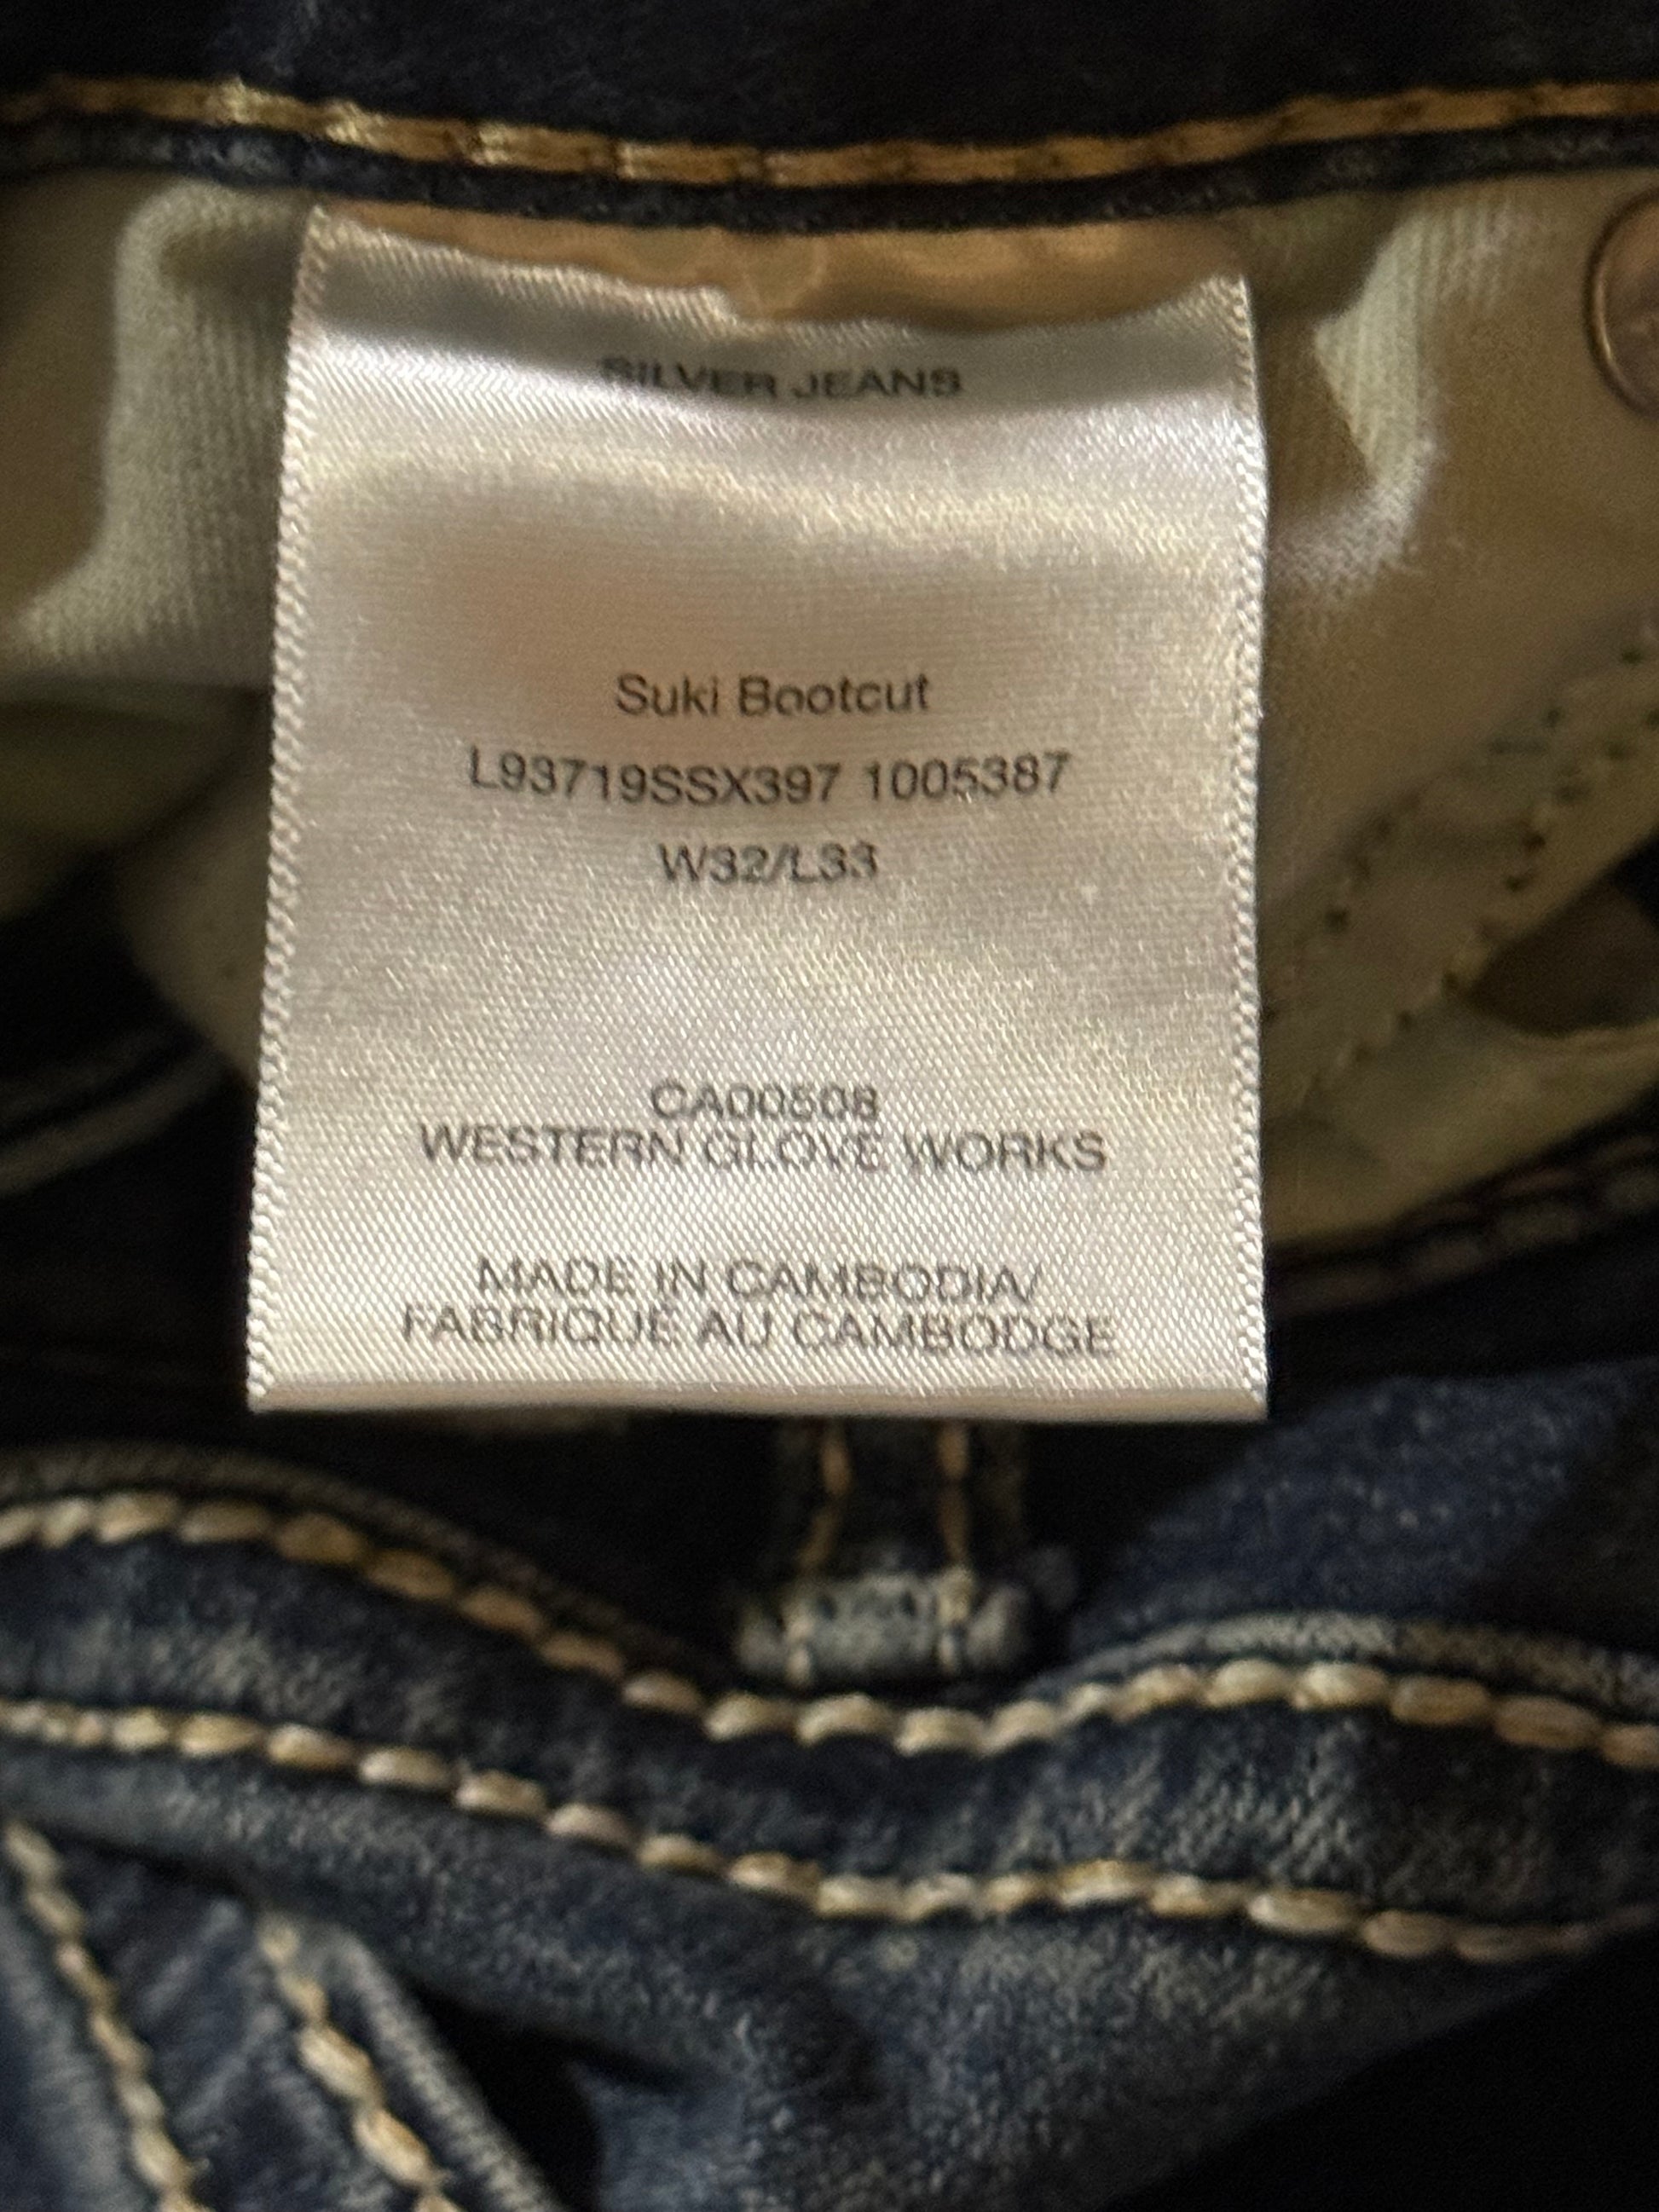 SILVER JEANS
Suki Bootcut
L93719SSX397 1005387
W32/L33
CA00508
WESTERN GLOVE WORKS
MADE IN CAMBODIA/
FABRIQUÉ AU CAMBODGE